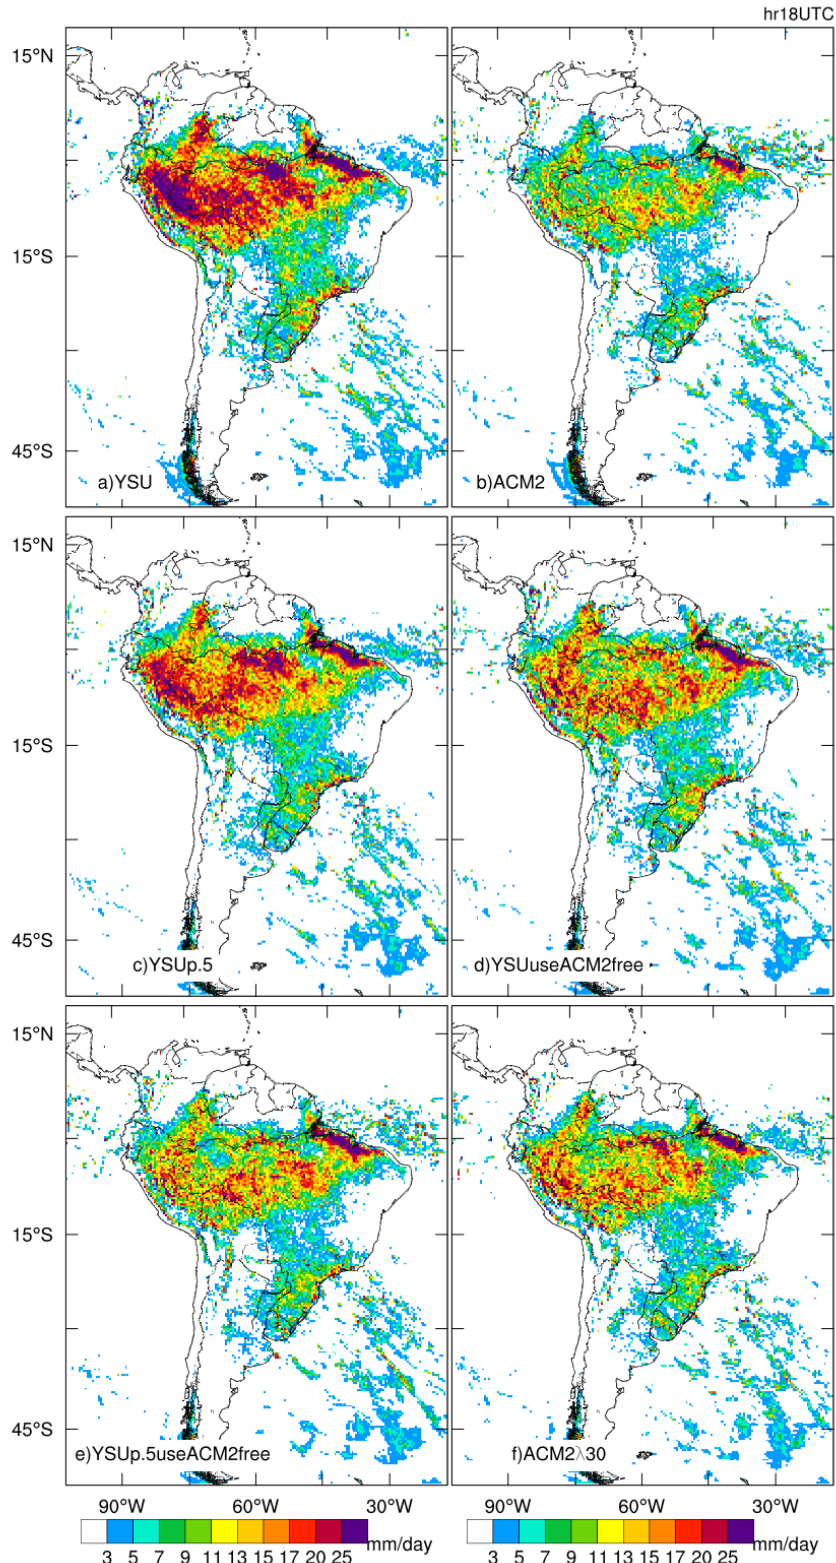 hr18UTC
15°N
15°S
45°S
a)YSU
b)ACM2
15°N
15°S
45°S
c)YSUp.5
d)YSUuseACM2free
15°N
15°S
45°S
e)YSUp.5useACM2free
f)ACM2λ30
90°W 60°W 30°W 90°W 60°W 30°W
mm/day mm/day
3 5 7 9 11 13 15 17 20 25 3 5 7 9 11 13 15 17 20 25